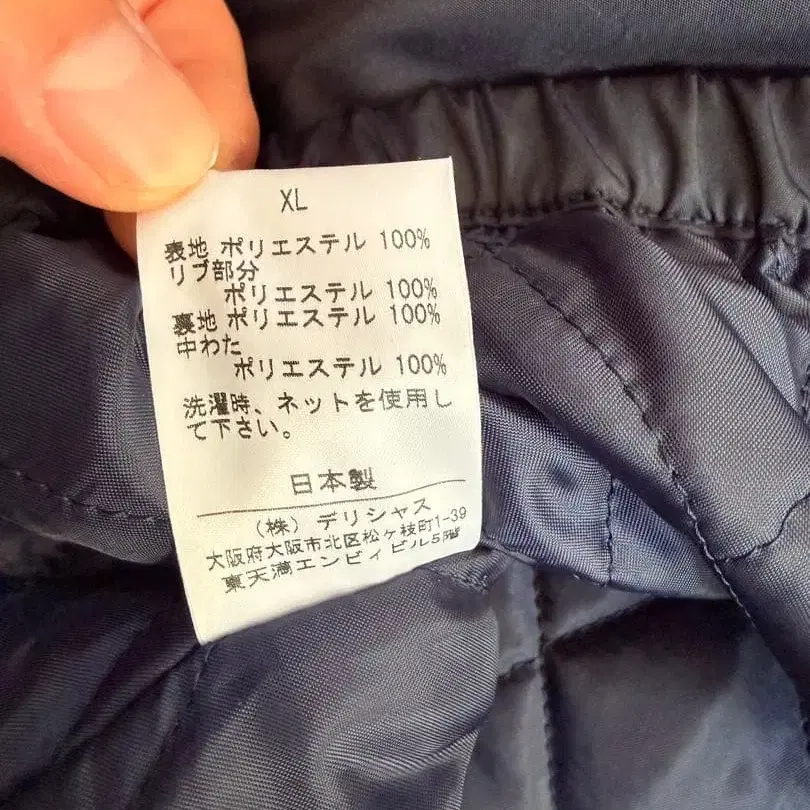 XL
表地 ポリエステル 100%
リブ部分
ポリエステル 100%
裏地 ポリエステル 100%
中わた
ポリエステル 100%
洗濯時、ネットを使用し
て下さい。
日本製
(株) デリシャス
大阪府大阪市北区松ヶ枝町1-39
東天満エンビィビル5階